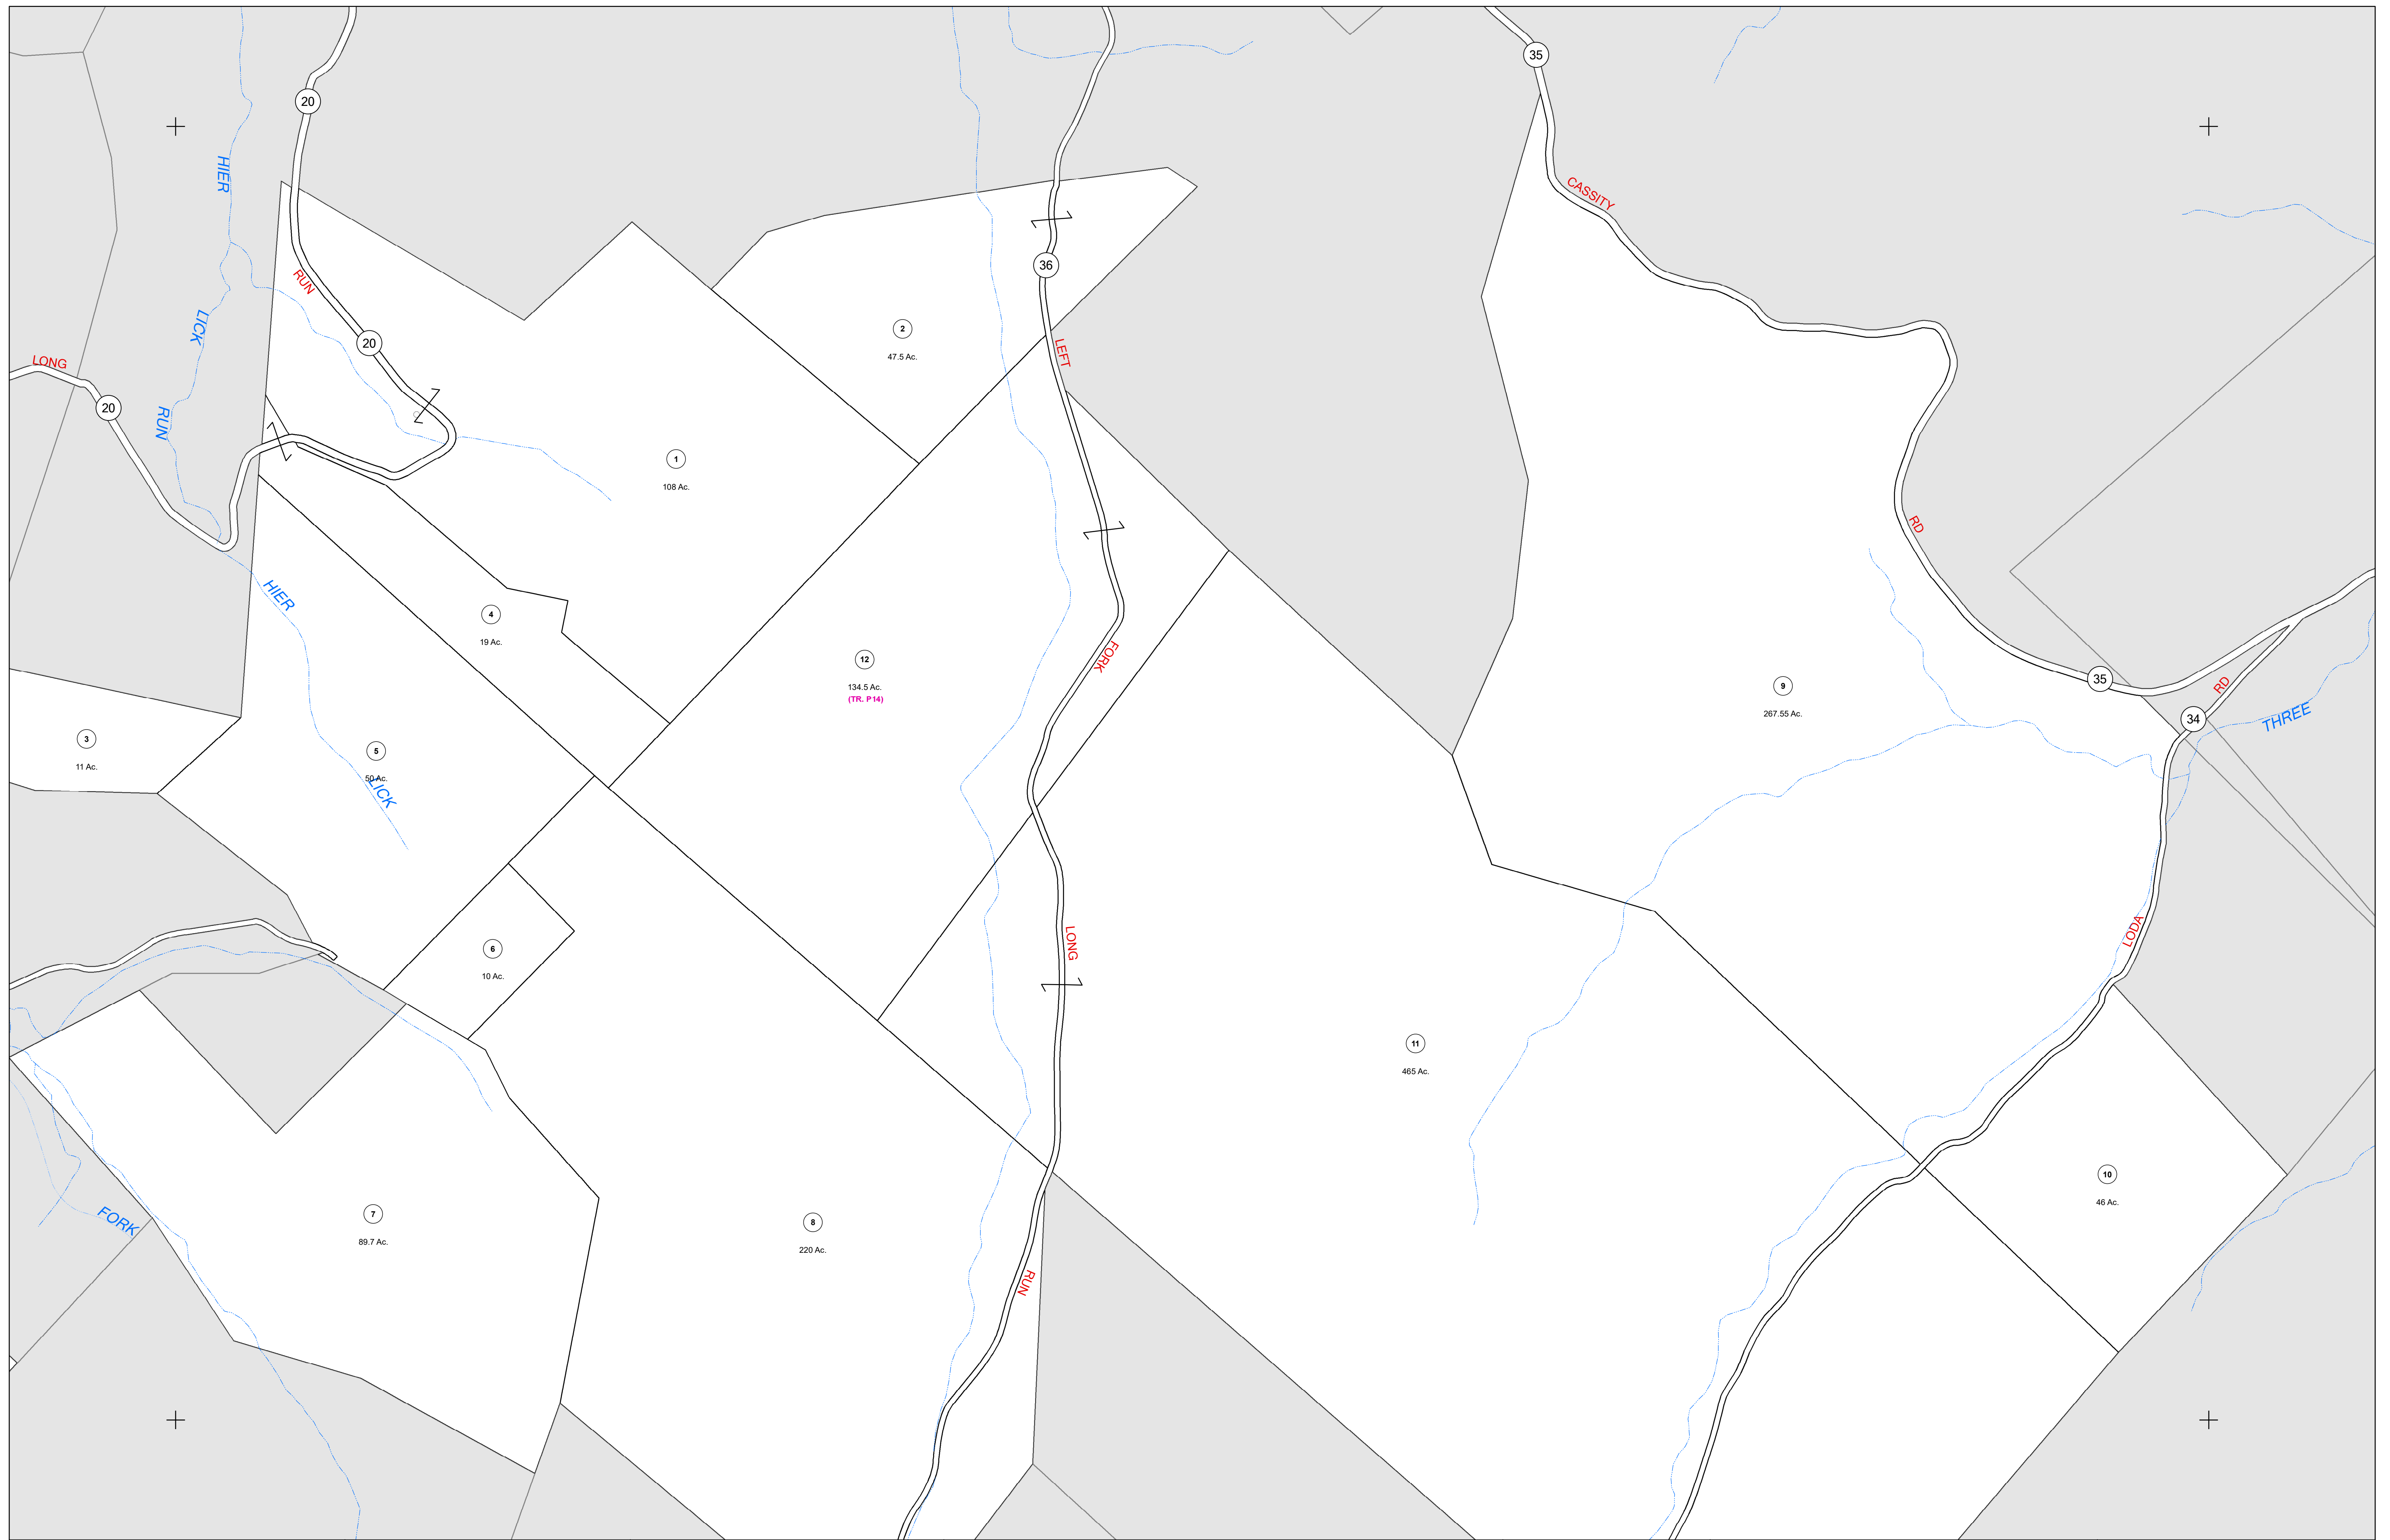 35
20
HIER
CASSITY
36
RUN
LICK
2
47.5 Ac.
20
LEFT
LONG
20
RUN
1
108 Ac.
RD
HIER
4
19 Ac.
FORK
12
134.5 Ac.
(TR. P14)
9
267.55 Ac.
35
RD
34
THREE
3
11 Ac.
5
50 Ac.
LICK
6
10 Ac.
LONG
LODA
11
465 Ac.
10
46 Ac.
FORK
7
89.7 Ac.
8
220 Ac.
RUN